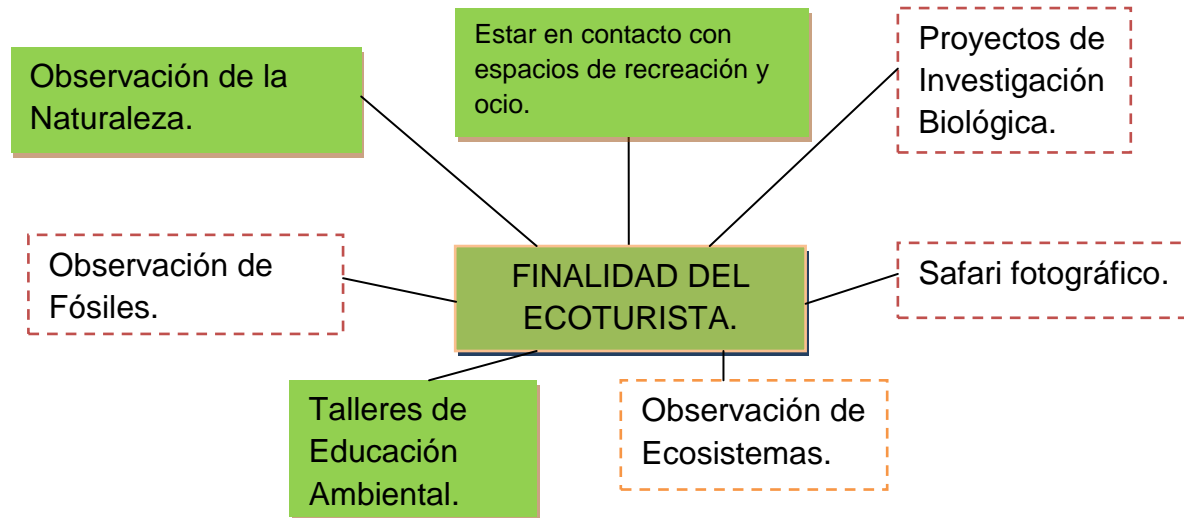 Observación de la
Naturaleza.
Estar en contacto con
espacios de recreación y
ocio.
Proyectos de
Investigación
Biológica.
Observación de
Fósiles.
FINALIDAD DEL
ECOTURISTA.
Safari fotográfico.
Talleres de
Educación
Ambiental.
Observación de
Ecosistemas.